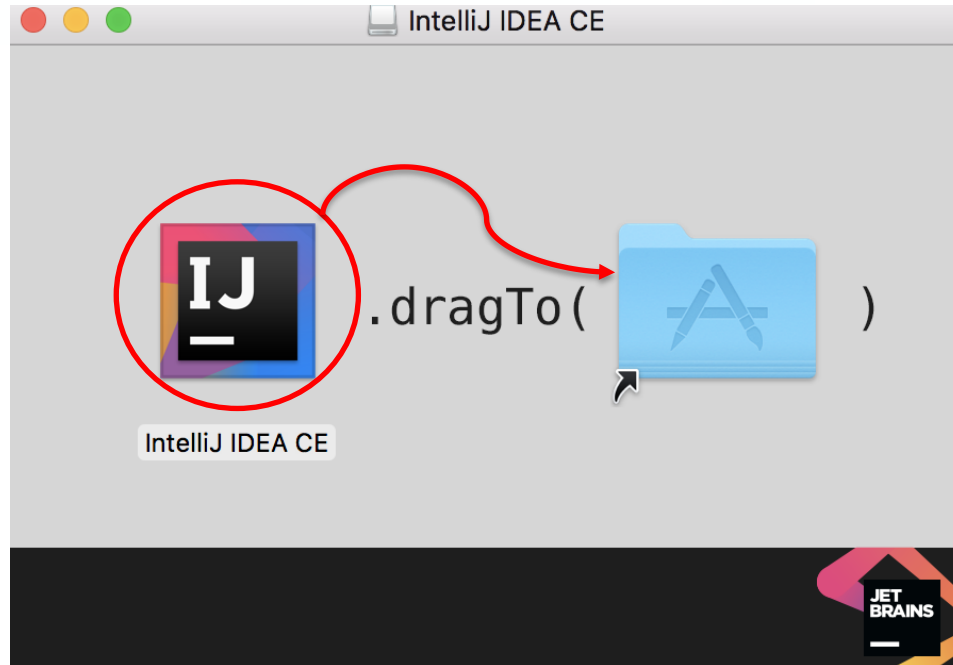 IntelliJ IDEA CE
IJ
.dragTo( )
IntelliJ IDEA CE
JET
BRAINS